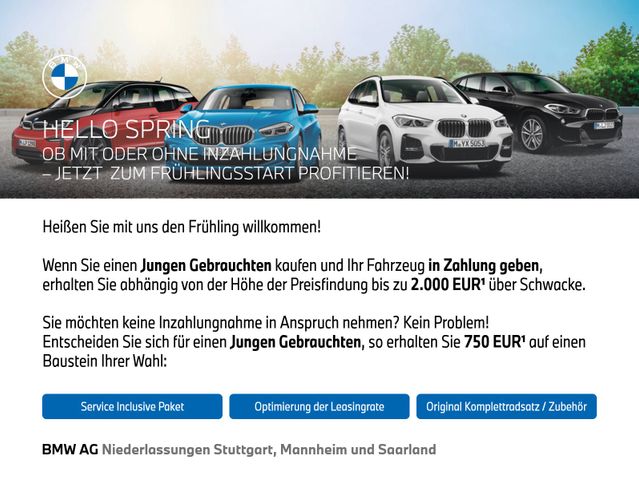 BMW
HELLO SPRING
OB MIT ODER OHNE INZAHLUNGNAHME
– JETZT ZUM FRÜHLINGSSTART PROFITIEREN!
M·YX 5053
Heißen Sie mit uns den Frühling willkommen!
Wenn Sie einen Jungen Gebrauchten kaufen und Ihr Fahrzeug in Zahlung geben,
erhalten Sie abhängig von der Höhe der Preisfindung bis zu 2.000 EUR¹ über Schwacke.
Sie möchten keine Inzahlungnahme in Anspruch nehmen? Kein Problem!
Entscheiden Sie sich für einen Jungen Gebrauchten, so erhalten Sie 750 EUR¹ auf einen
Baustein Ihrer Wahl:
Service Inclusive Paket
Optimierung der Leasingrate
Original Komplettradsatz / Zubehör
BMW AG Niederlassungen Stuttgart, Mannheim und Saarland